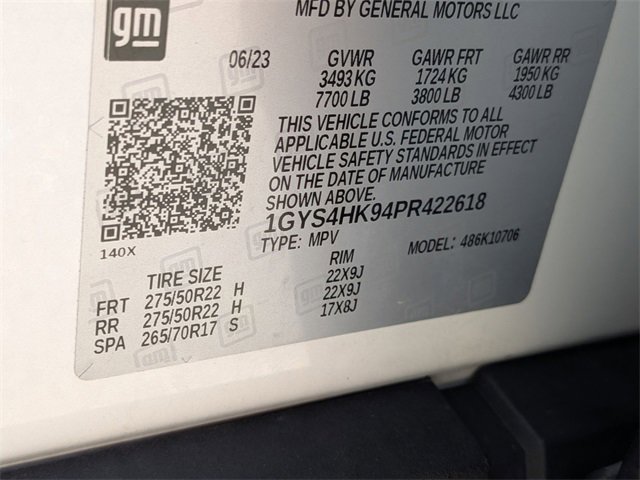 gm
MFD BY GENERAL MOTORS LLC
06/23 GVWR GAWR FRT GAWR RR
3493 KG 1724 KG 1950 KG
7700 LB 3800 LB 4300 LB
THIS VEHICLE CONFORMS TO ALL
APPLICABLE U.S. FEDERAL MOTOR
VEHICLE SAFETY STANDARDS IN EFFECT
ON THE DATE OF MANUFACTURE
SHOWN ABOVE.
1GYS4HK94PR422618
140X TYPE: MPV MODEL: 486K10706
TIRE SIZE RIM
FRT 275/50R22 H 22X9J
RR 275/50R22 H 22X9J
SPA 265/70R17 S 17X8J